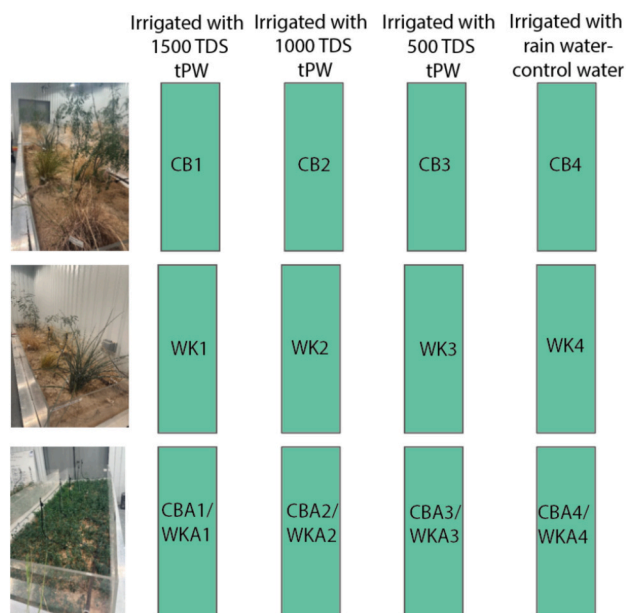 Irrigated with
1500 TDS
tPW
Irrigated with
1000 TDS
tPW
Irrigated with
500 TDS
tPW
Irrigated with
rain water-
control water
CB1
CB2
CB3
CB4
WK1
WK2
WK3
WK4
CBA1/
WKA1
CBA2/
WKA2
CBA3/
WKA3
CBA4/
WKA4